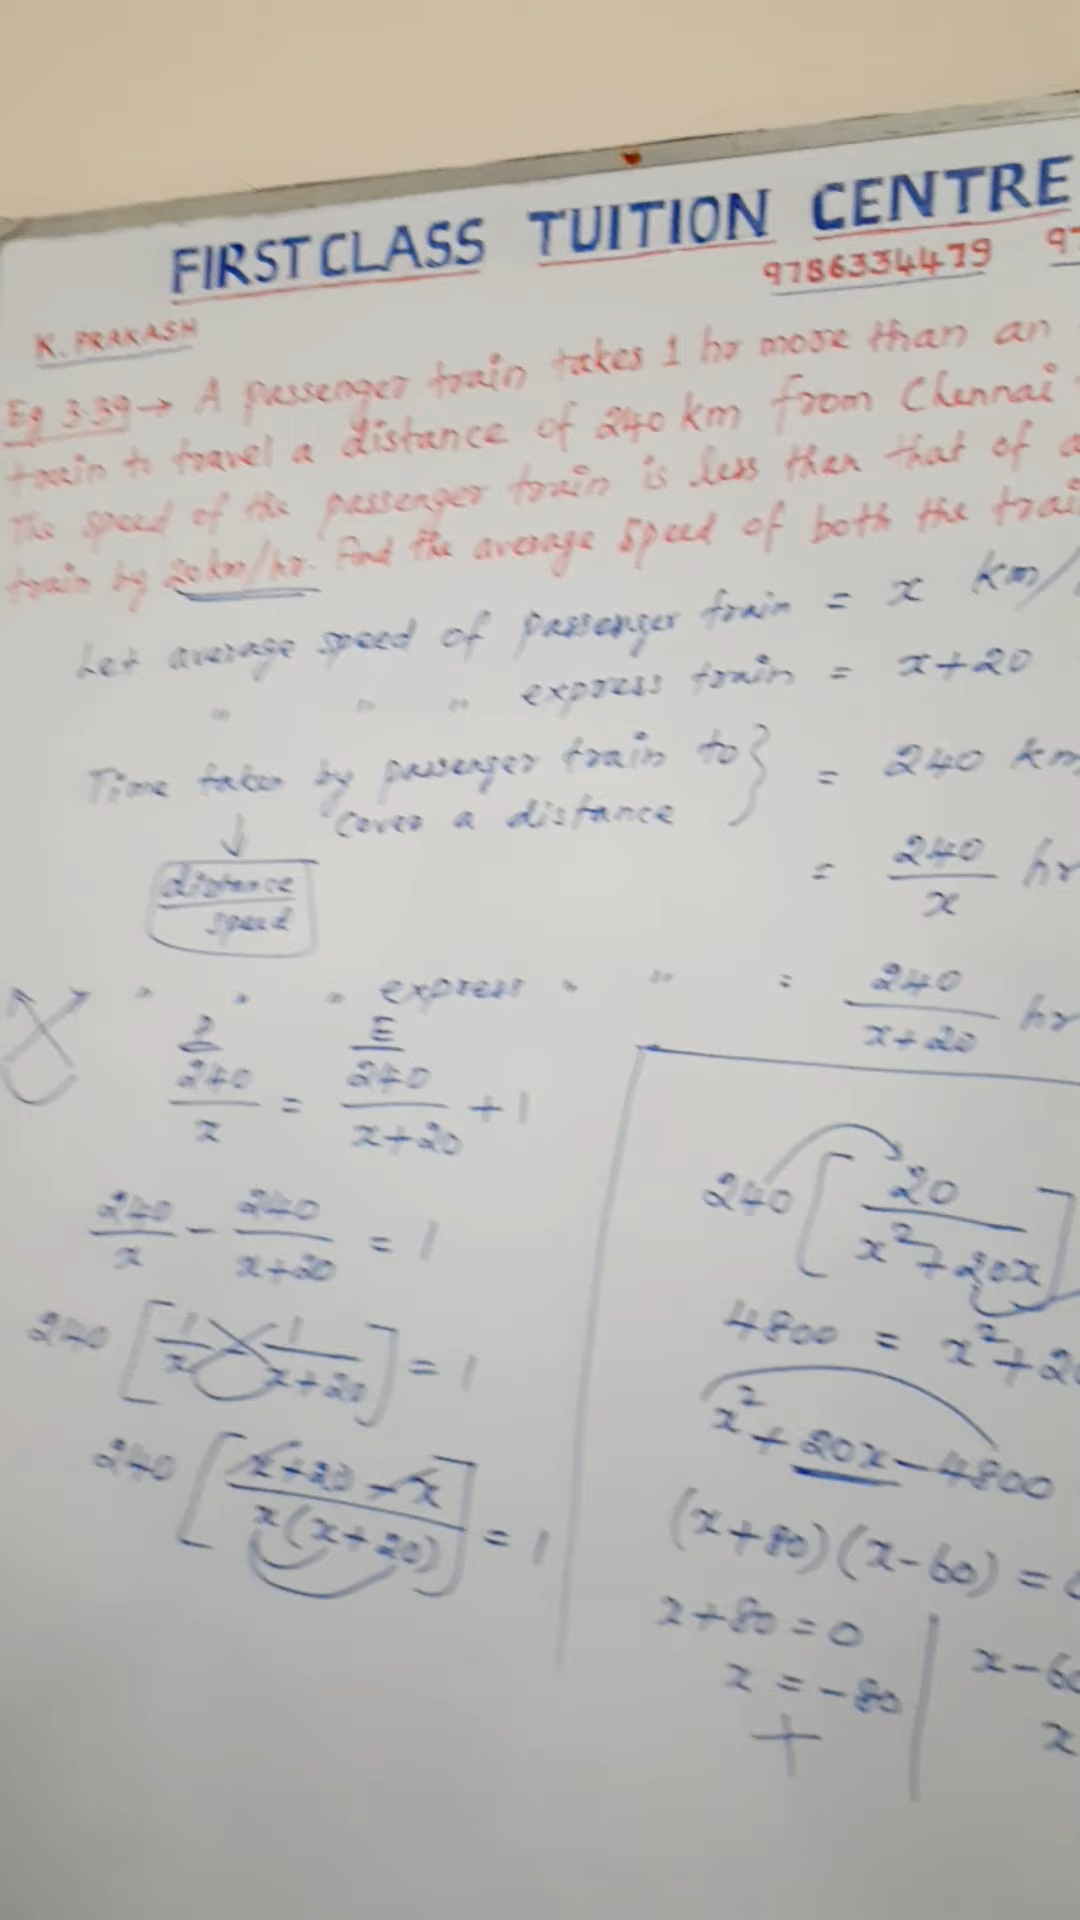 FIRST CLASS TUITION CENTRE
9786334479 97
K. PRAKASH
Eg 3.39 → A passenger train takes 1 hr more than an
train to travel a distance of 240 km from Chennai
The speed of the passenger train is less than that of
train by 20km/hr. Find the average speed of both the trai
Let average speed of passenger train = x km/
" " " express train = x+20
Time taken by passenger train to } = 240 km
cover a distance
↓
distance/speed
= 240/x hr
" " " express " " = 240/x+20 hr
P E
240/x = 240/x+20 + 1
240/x - 240/x+20 = 1
240 [1/x - 1/x+20] = 1
240 [x+20-x / x(x+20)] = 1
240 [20 / x²+20x]
4800 = x²+20
x²+20x-4800
(x+80)(x-60) =
x+80=0
x = -80
x-60
x